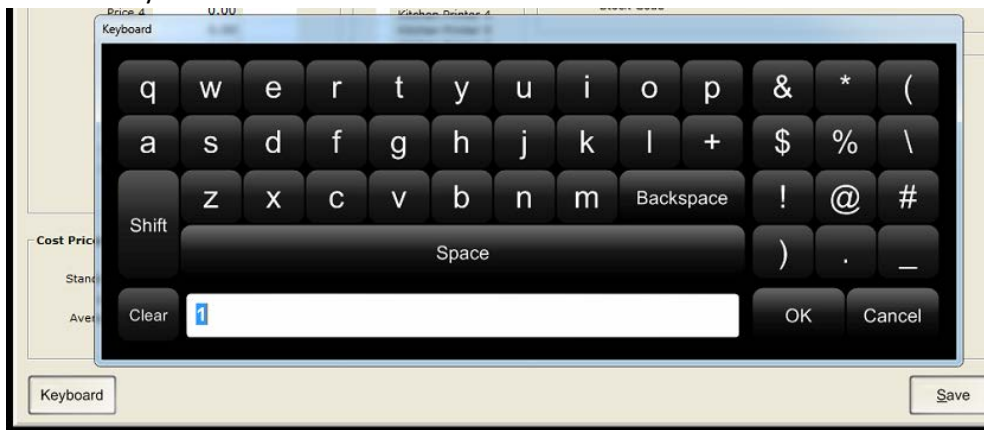 Price 4 0.00 Kitchen Printer 4
Keyboard
q w e r t y u i o p & * (
a s d f g h j k l + $ % \
Shift z x c v b n m Backspace ! @ #
Space ) . _
Cost Pric
Stand
Aver
Clear 1 OK Cancel
Keyboard Save